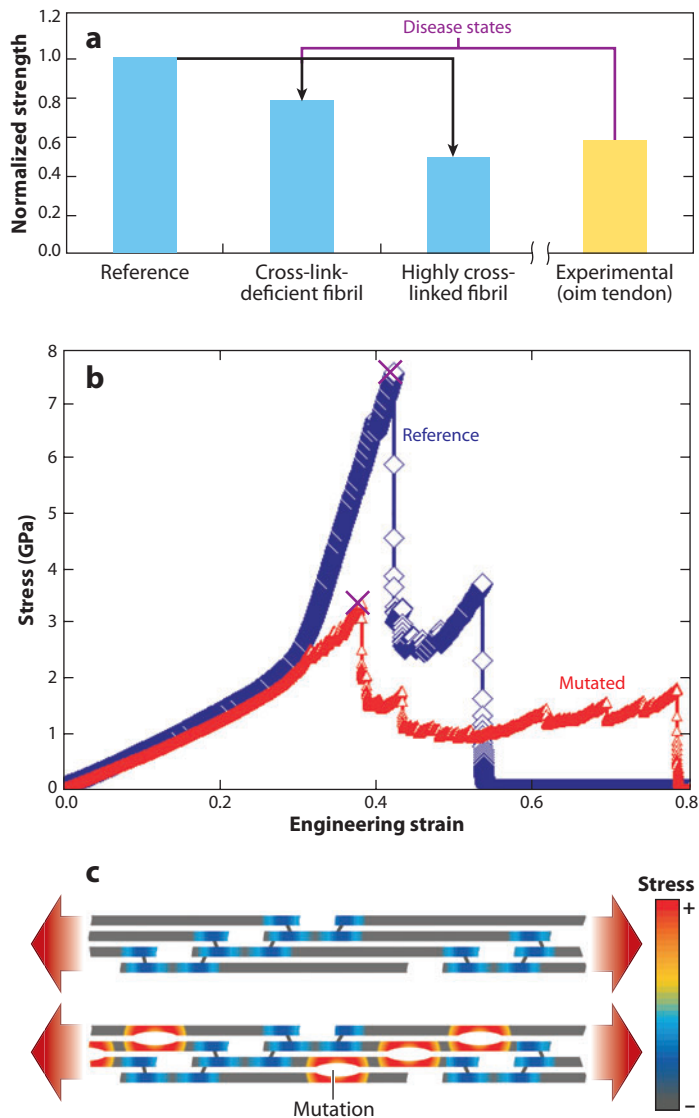 a
Disease states
Normalized strength
1.2
1.0
0.8
0.6
0.4
0.2
0.0
Reference
Cross-link-
deficient fibril
Highly cross-
linked fibril
Experimental
(oim tendon)
b
Stress (GPa)
8
7
6
5
4
3
2
1
0
Reference
Mutated
0.0
0.2
0.4
0.6
0.8
Engineering strain
c
Stress
+
–
Mutation